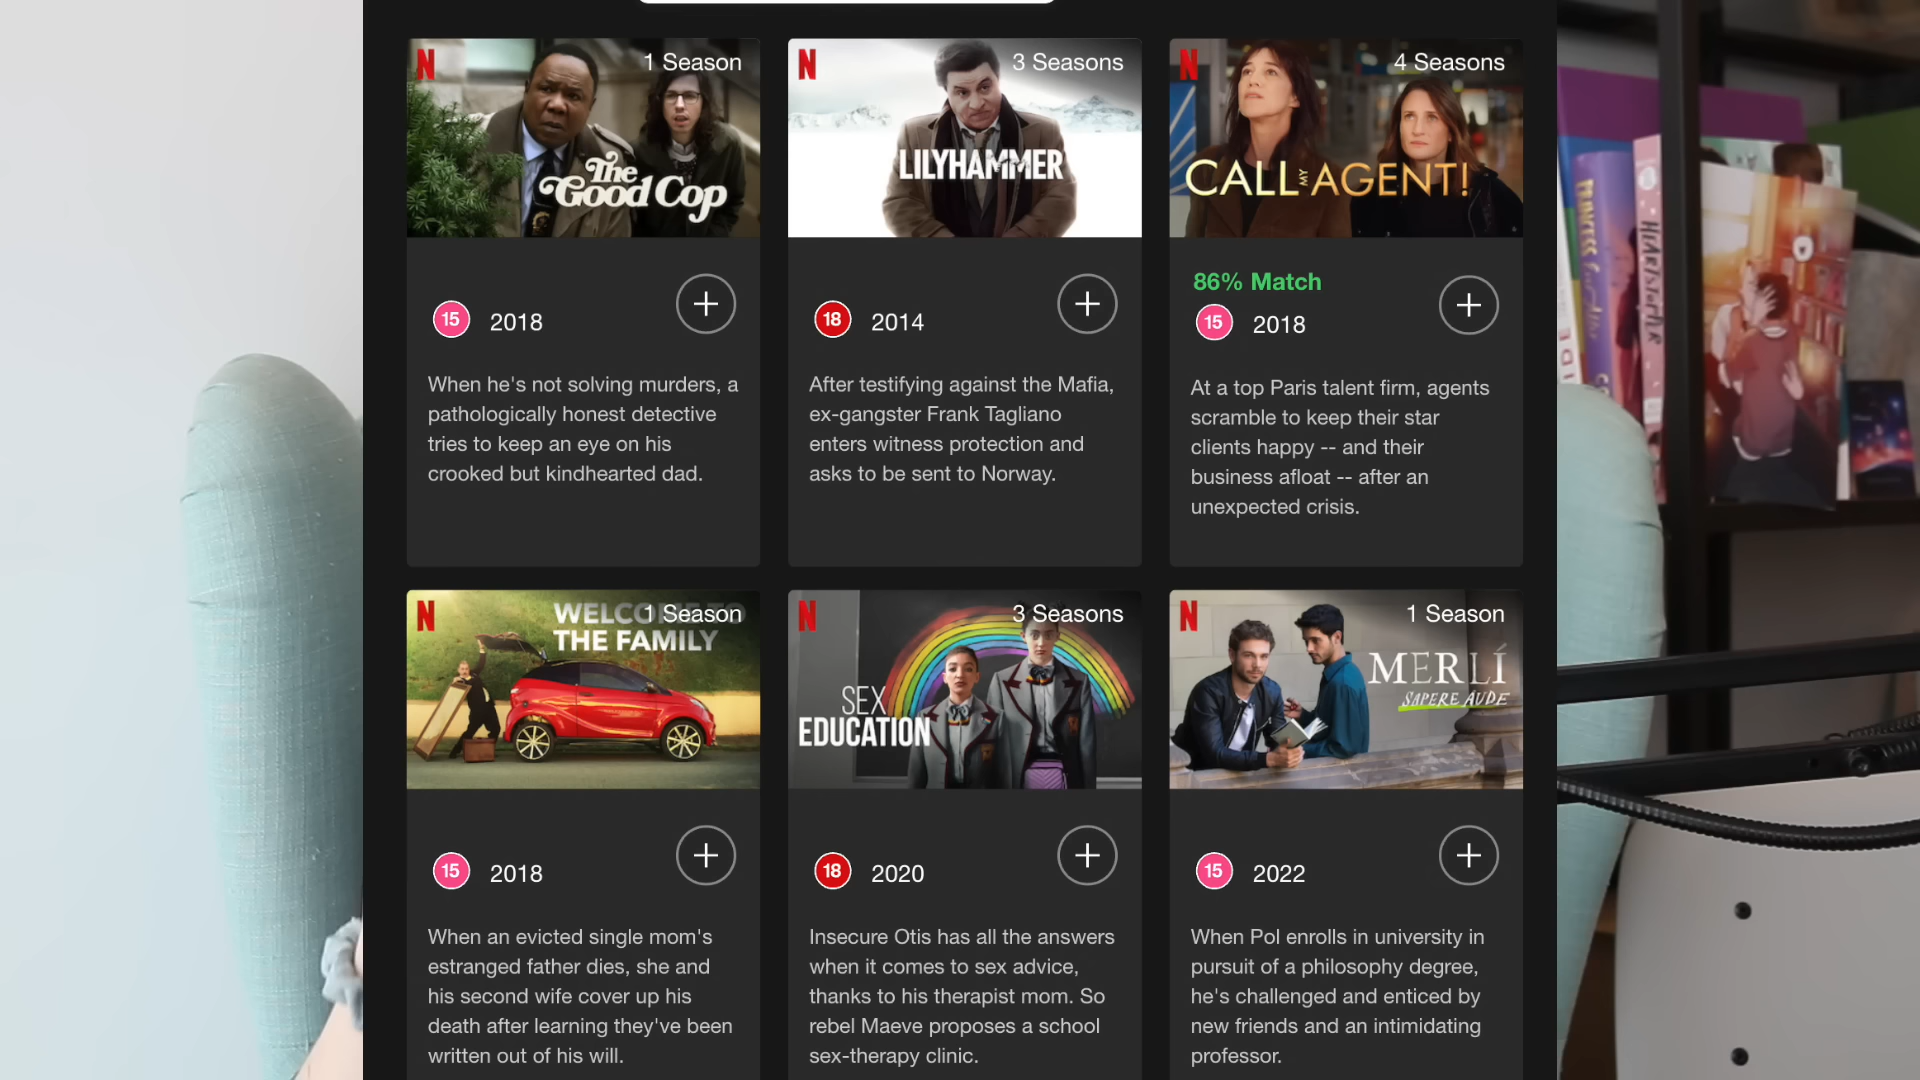 N
1 Season
The
Good Cop
15
2018
When he's not solving murders, a
pathologically honest detective
tries to keep an eye on his
crooked but kindhearted dad.
N
3 Seasons
LILYHAMMER
18
2014
After testifying against the Mafia,
ex-gangster Frank Tagliano
enters witness protection and
asks to be sent to Norway.
N
4 Seasons
CALL MY AGENT!
86% Match
15
2018
At a top Paris talent firm, agents
scramble to keep their star
clients happy -- and their
business afloat -- after an
unexpected crisis.
N
1 Season
WELCOME TO
THE FAMILY
15
2018
When an evicted single mom's
estranged father dies, she and
his second wife cover up his
death after learning they've been
written out of his will.
N
3 Seasons
SEX
EDUCATION
18
2020
Insecure Otis has all the answers
when it comes to sex advice,
thanks to his therapist mom. So
rebel Maeve proposes a school
sex-therapy clinic.
N
1 Season
MERLÍ
SAPERE AUDE
15
2022
When Pol enrolls in university in
pursuit of a philosophy degree,
he's challenged and enticed by
new friends and an intimidating
professor.
HEARTSTOPPER